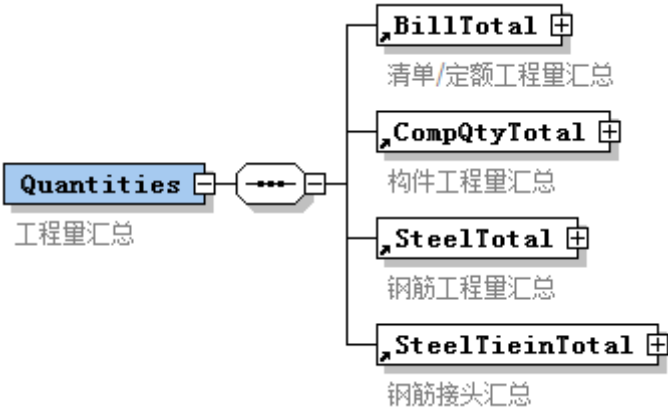 BillTotal
清单/定额工程量汇总
CompQtyTotal
构件工程量汇总
Quantities
工程量汇总
SteelTotal
钢筋工程量汇总
SteelTieinTotal
钢筋接头汇总